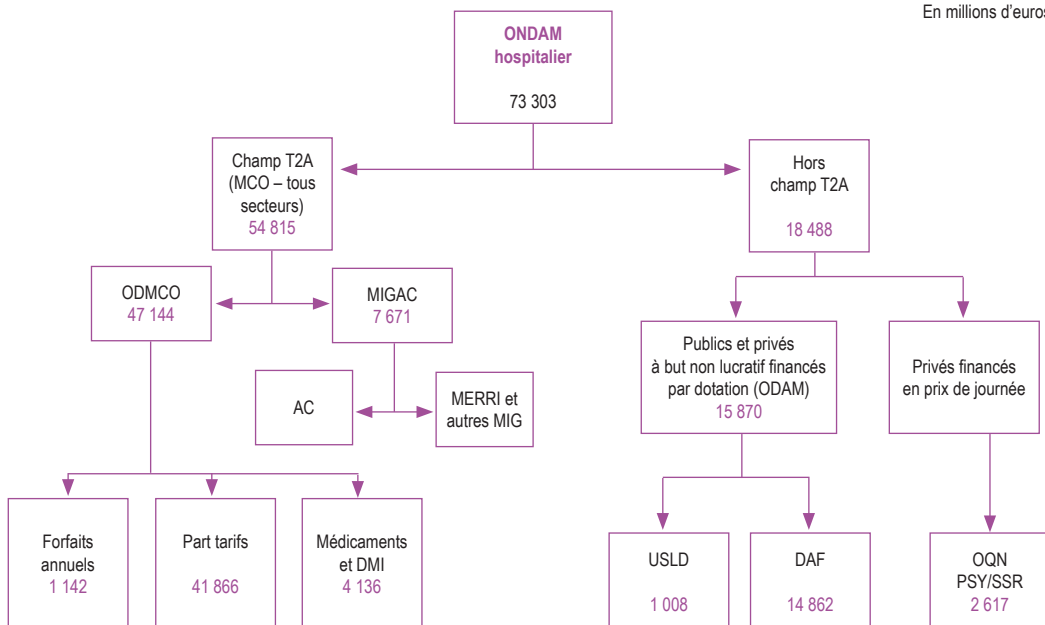 En millions d'euros
ONDAM
hospitalier
73 303
Champ T2A
(MCO – tous
secteurs)
54 815
Hors
champ T2A
18 488
ODMCO
47 144
MIGAC
7 671
Publics et privés
à but non lucratif financés
par dotation (ODAM)
15 870
Privés financés
en prix de journée
AC
MERRI et
autres MIG
Forfaits
annuels
1 142
Part tarifs
41 866
Médicaments
et DMI
4 136
USLD
1 008
DAF
14 862
OQN
PSY/SSR
2 617